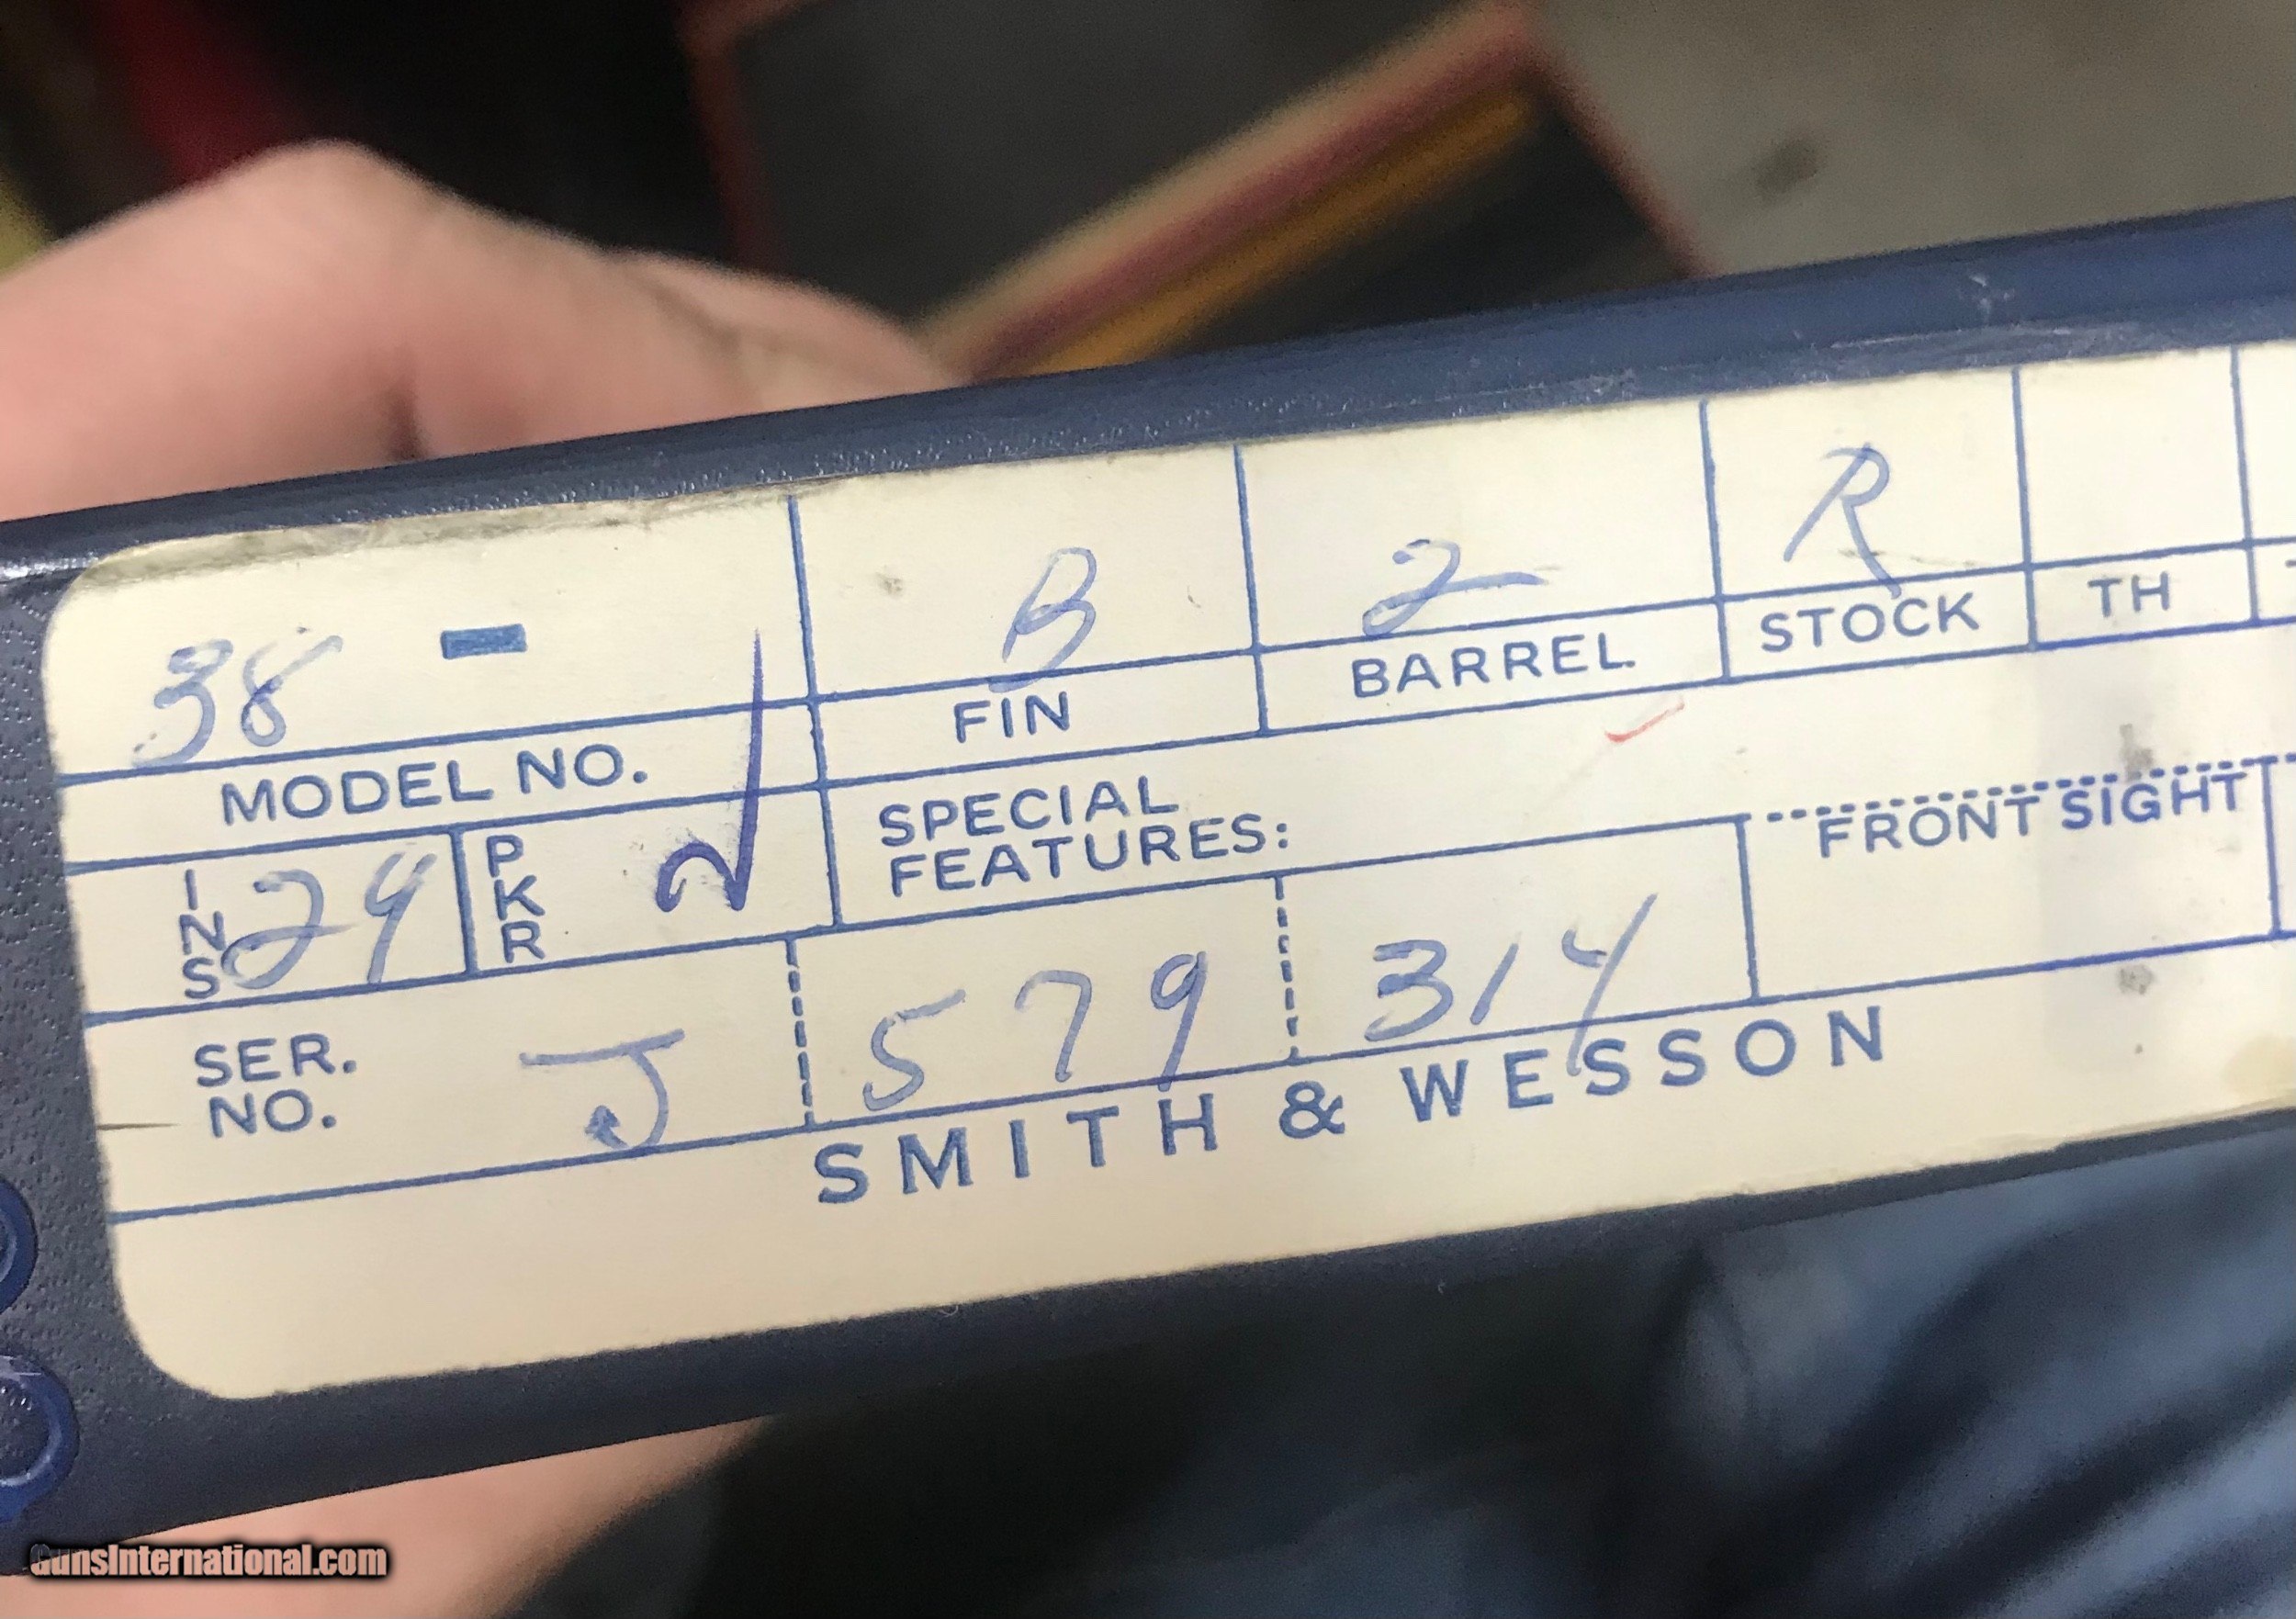 38 - B 2 R
MODEL NO. FIN BARREL STOCK TH
INS 24 PKR SPECIAL FEATURES:
FRONT SIGHT
SER. NO. J 579 314
SMITH & WESSON
GunsInternational.com